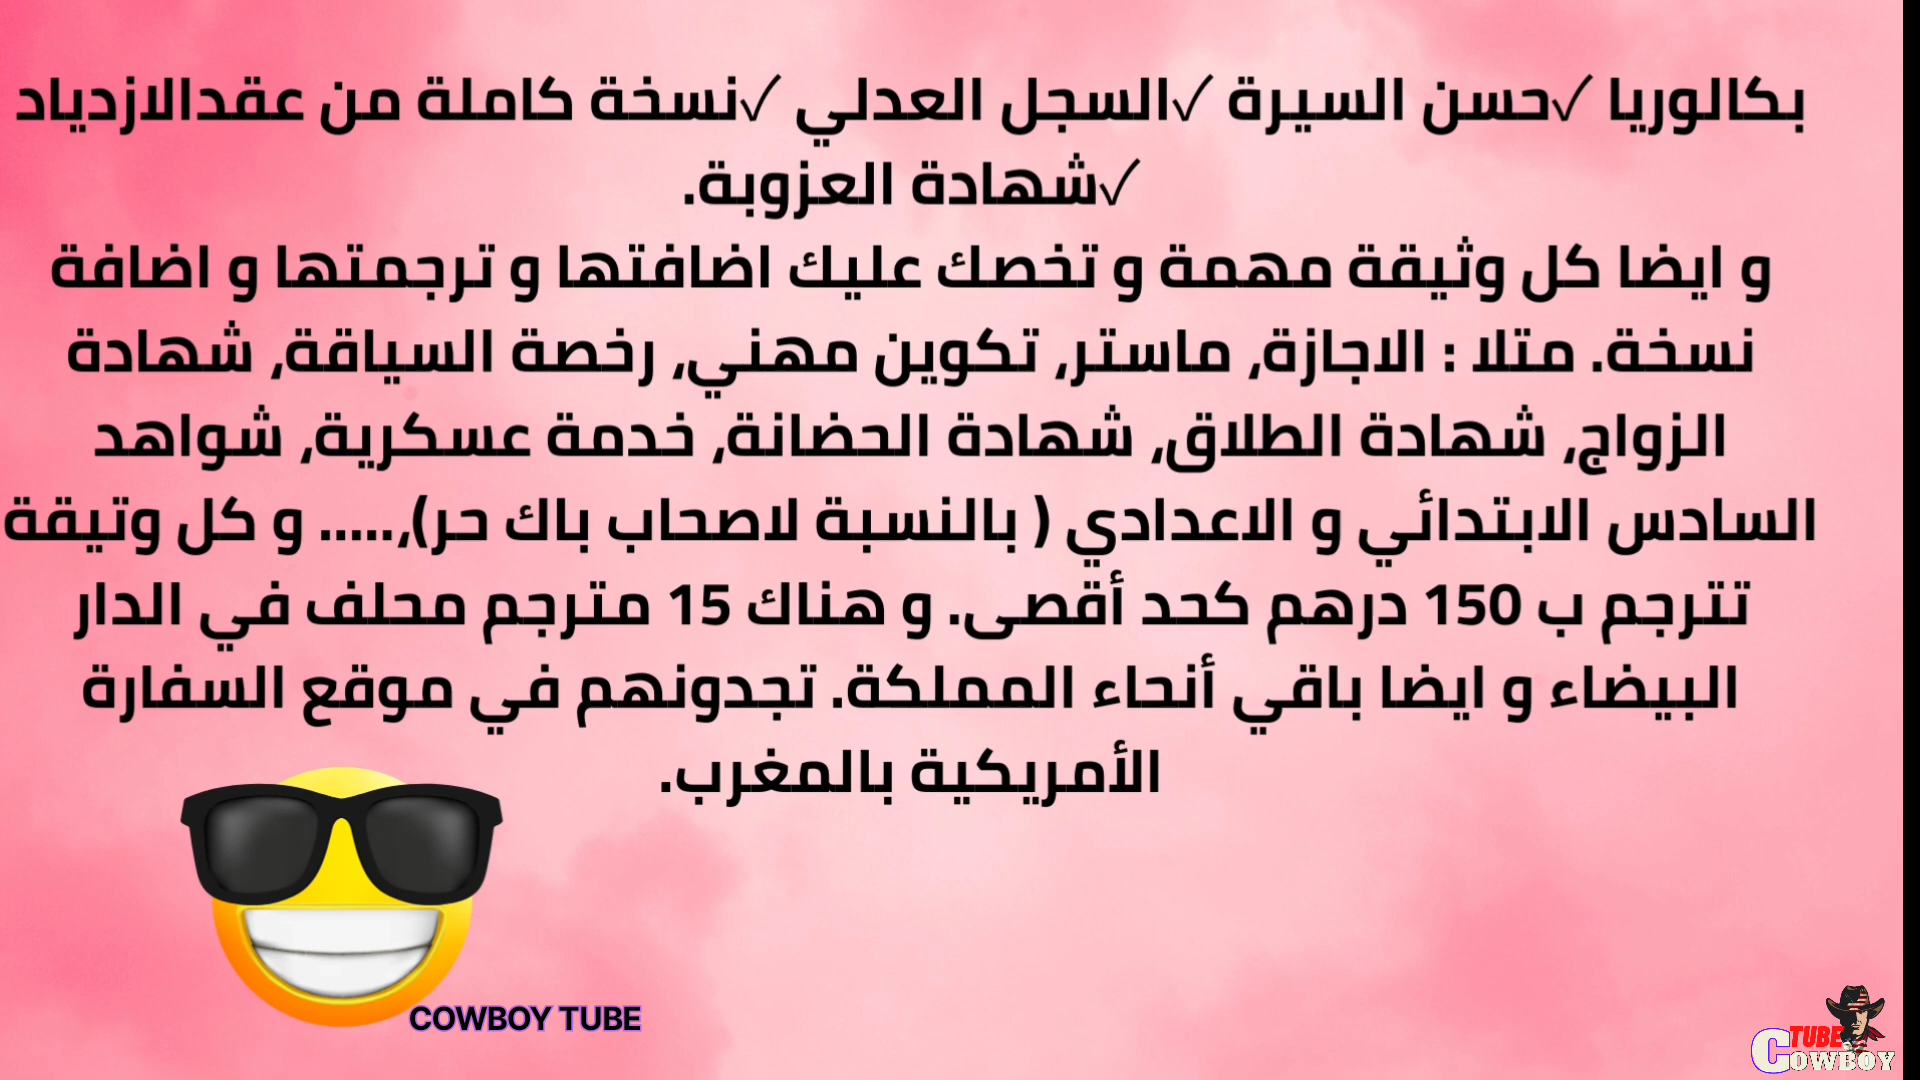 بكالوريا ✓حسن السيرة ✓السجل العدلي ✓نسخة كاملة من عقدالازدياد
✓شهادة العزوبة.
و ايضا كل وثيقة مهمة و تخصك عليك اضافتها و ترجمتها و اضافة
نسخة. متلا : الاجازة, ماستر, تكوين مهني, رخصة السياقة, شهادة
الزواج, شهادة الطلاق, شهادة الحضانة, خدمة عسكرية, شواهد
السادس الابتدائي و الاعدادي ( بالنسبة لاصحاب باك حر),..... و كل وتيقة
تترجم ب 150 درهم كحد أقصى. و هناك 15 مترجم محلف في الدار
البيضاء و ايضا باقي أنحاء المملكة. تجدونهم في موقع السفارة
الأمريكية بالمغرب.
COWBOY TUBE
TUBE
COWBOY